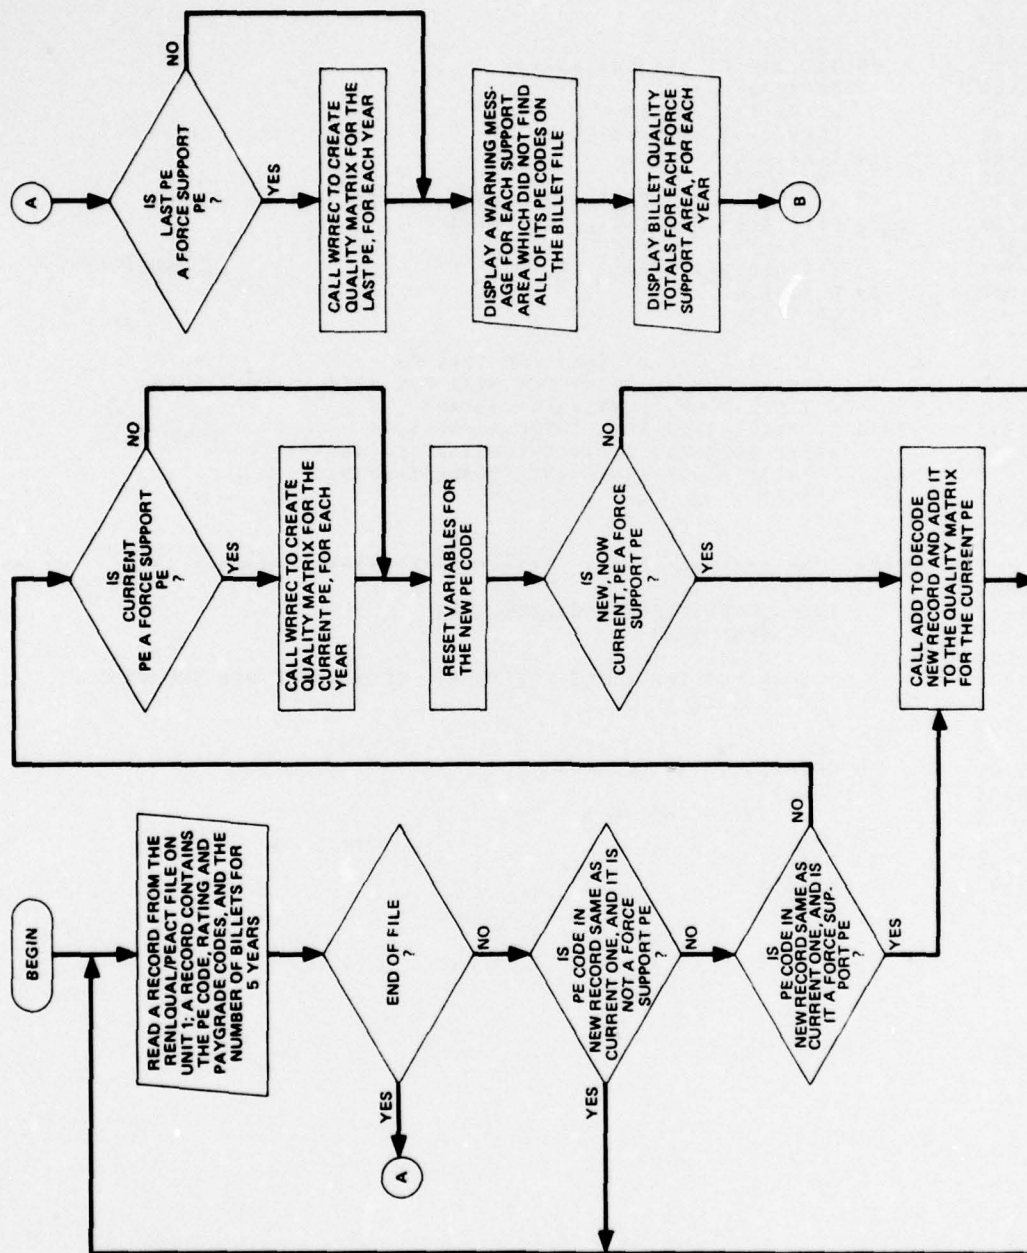 BEGIN
READ A RECORD FROM THE
RENLQUAL/PEACT FILE ON
UNIT 1; A RECORD CONTAINS
THE PE CODE, RATING AND
PAYGRADE CODES, AND THE
NUMBER OF BILLETS FOR
5 YEARS
END OF FILE
?
YES
A
NO
IS
PE CODE IN
NEW RECORD SAME AS
CURRENT ONE, AND IT IS
NOT A FORCE
SUPPORT PE
?
YES
NO
IS
PE CODE IN
NEW RECORD SAME AS
CURRENT ONE, AND IS
IT A FORCE SUP-
PORT PE
?
NO
YES
IS
CURRENT
PE A FORCE SUPPORT
PE
?
NO
YES
CALL WRREC TO CREATE
QUALITY MATRIX FOR THE
CURRENT PE, FOR EACH
YEAR
RESET VARIABLES FOR
THE NEW PE CODE
IS
NEW, NOW
CURRENT, PE A FORCE
SUPPORT PE
?
NO
YES
CALL ADD TO DECODE
NEW RECORD AND ADD IT
TO THE QUALITY MATRIX
FOR THE CURRENT PE
A
IS
LAST PE
A FORCE SUPPORT
PE
?
NO
YES
CALL WRREC TO CREATE
QUALITY MATRIX FOR THE
LAST PE, FOR EACH YEAR
DISPLAY A WARNING MESS-
AGE FOR EACH SUPPORT
AREA WHICH DID NOT FIND
ALL OF ITS PE CODES ON
THE BILLET FILE
DISPLAY BILLET QUALITY
TOTALS FOR EACH FORCE
SUPPORT AREA, FOR EACH
YEAR
B